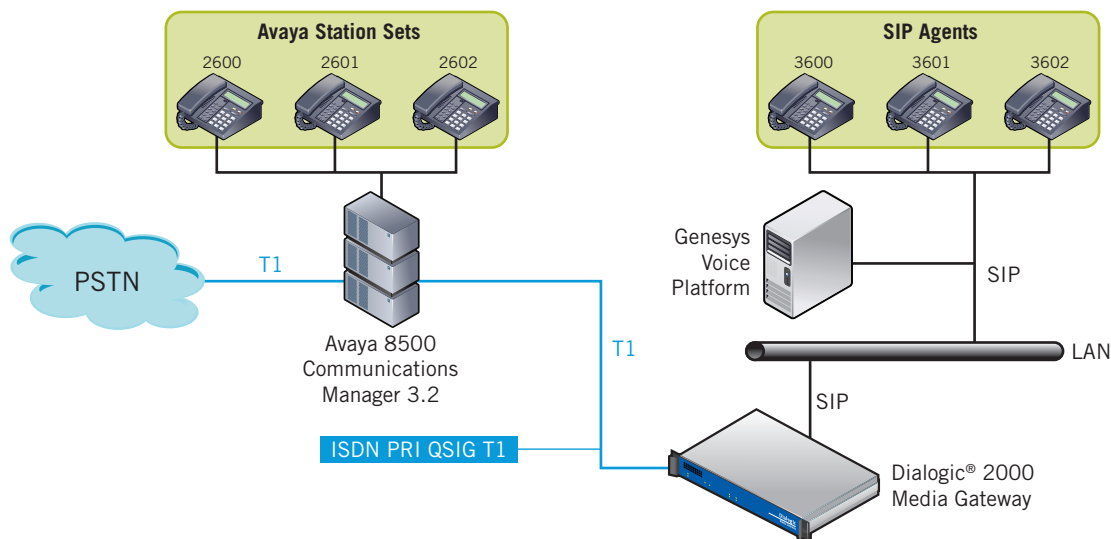 Avaya Station Sets
2600
2601
2602
SIP Agents
3600
3601
3602
PSTN
T1
Avaya 8500
Communications
Manager 3.2
T1
ISDN PRI QSIG T1
Genesys
Voice
Platform
SIP
LAN
SIP
Dialogic® 2000
Media Gateway
Dialogic